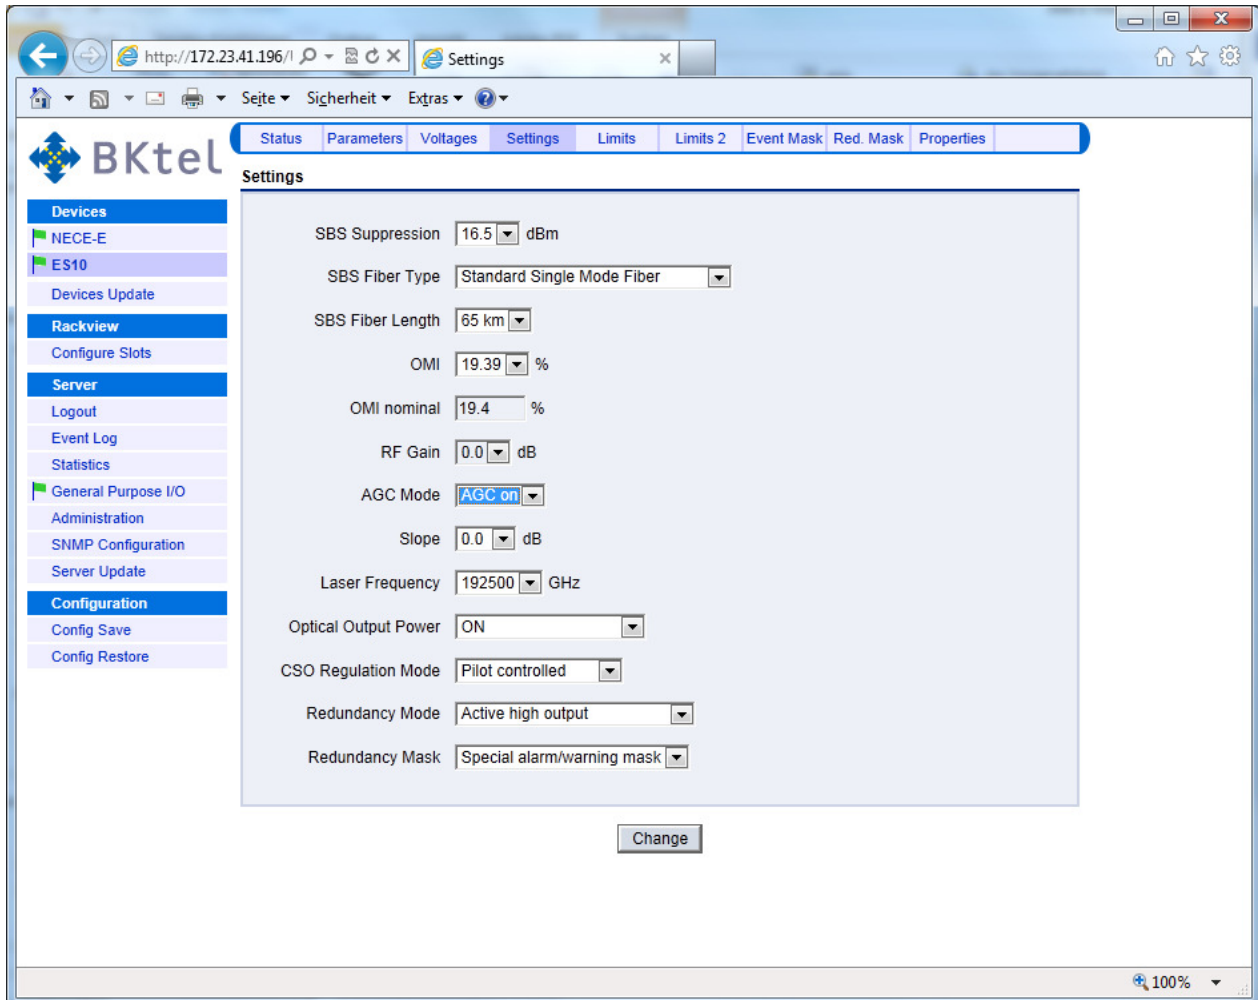 http://172.23.41.196/l
Settings
Seite Sicherheit Extras
BKtel
Status Parameters Voltages Settings Limits Limits 2 Event Mask Red. Mask Properties
Settings
Devices
NECE-E
ES10
Devices Update
Rackview
Configure Slots
Server
Logout
Event Log
Statistics
General Purpose I/O
Administration
SNMP Configuration
Server Update
Configuration
Config Save
Config Restore
SBS Suppression 16.5 dBm
SBS Fiber Type Standard Single Mode Fiber
SBS Fiber Length 65 km
OMI 19.39 %
OMI nominal 19.4 %
RF Gain 0.0 dB
AGC Mode AGC on
Slope 0.0 dB
Laser Frequency 192500 GHz
Optical Output Power ON
CSO Regulation Mode Pilot controlled
Redundancy Mode Active high output
Redundancy Mask Special alarm/warning mask
Change
100%